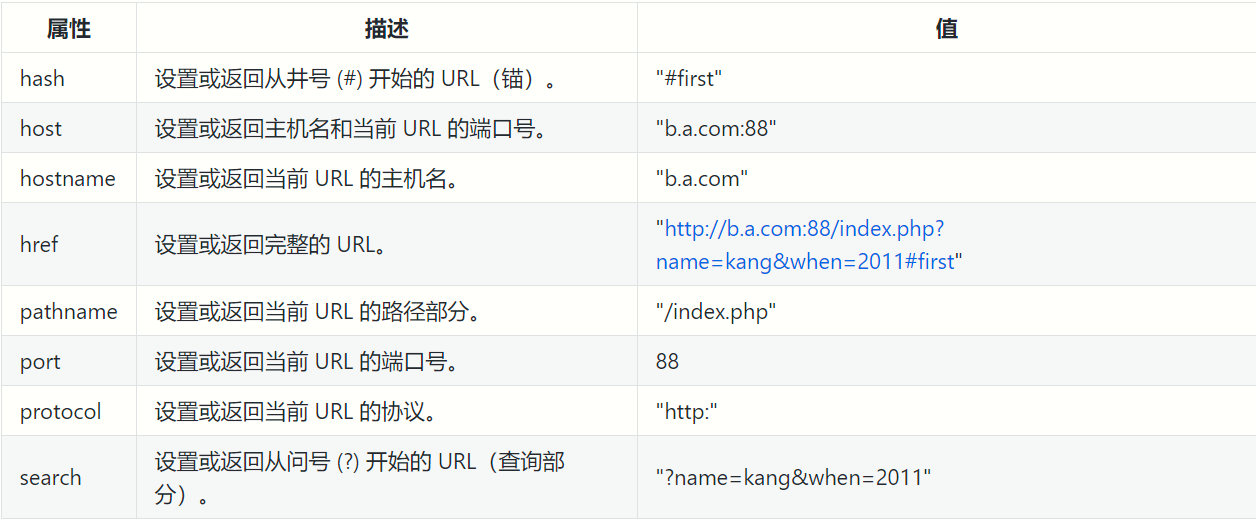 属性 描述 值
hash 设置或返回从井号 (#) 开始的 URL（锚）。 "#first"
host 设置或返回主机名和当前 URL 的端口号。 "b.a.com:88"
hostname 设置或返回当前 URL 的主机名。 "b.a.com"
href 设置或返回完整的 URL。 "http://b.a.com:88/index.php?
name=kang&when=2011#first"
pathname 设置或返回当前 URL 的路径部分。 "/index.php"
port 设置或返回当前 URL 的端口号。 88
protocol 设置或返回当前 URL 的协议。 "http:"
search 设置或返回从问号 (?) 开始的 URL（查询部
分）。 "?name=kang&when=2011"